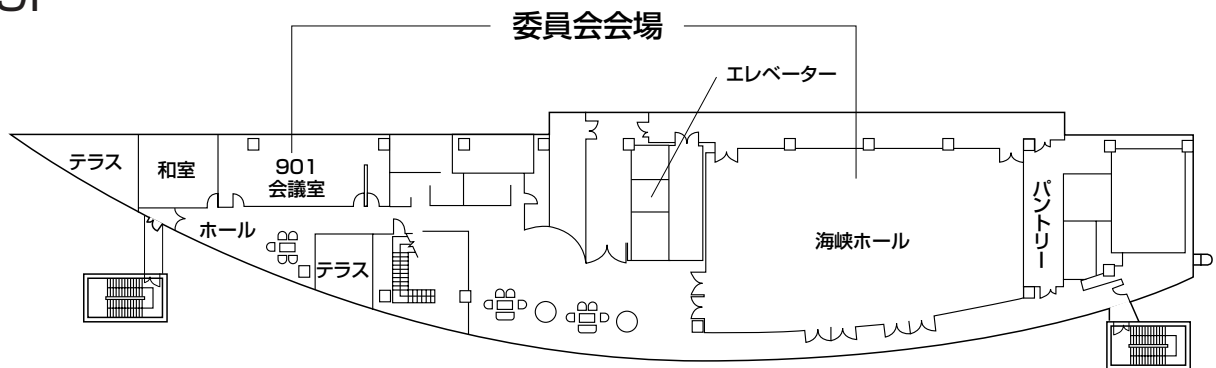 委員会会場
エレベーター
テラス
和室
901
会議室
ホール
テラス
海峡ホール
パントリー